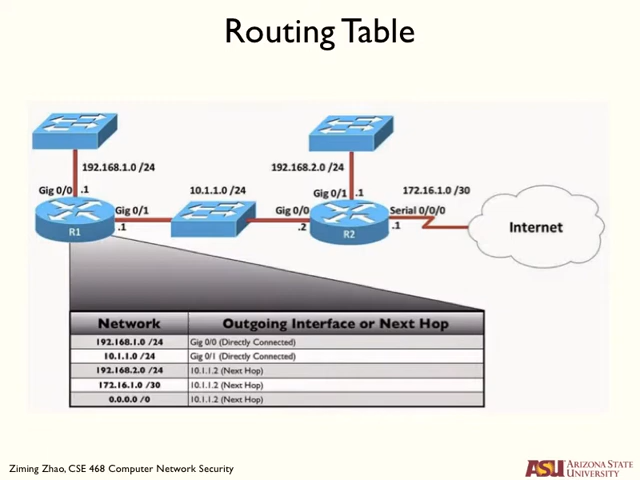 Routing Table
192.168.1.0 /24
192.168.2.0 /24
Gig 0/0
.1
10.1.1.0 /24
Gig 0/1
.1
172.16.1.0 /30
Gig 0/1
.1
Gig 0/0
.2
Serial 0/0/0
.1
R1
R2
Internet
Network Outgoing Interface or Next Hop
192.168.1.0 /24 Gig 0/0 (Directly Connected)
10.1.1.0 /24 Gig 0/1 (Directly Connected)
192.168.2.0 /24 10.1.1.2 (Next Hop)
172.16.1.0 /30 10.1.1.2 (Next Hop)
0.0.0.0 /0 10.1.1.2 (Next Hop)
Ziming Zhao, CSE 468 Computer Network Security
ASU ARIZONA STATE
UNIVERSITY